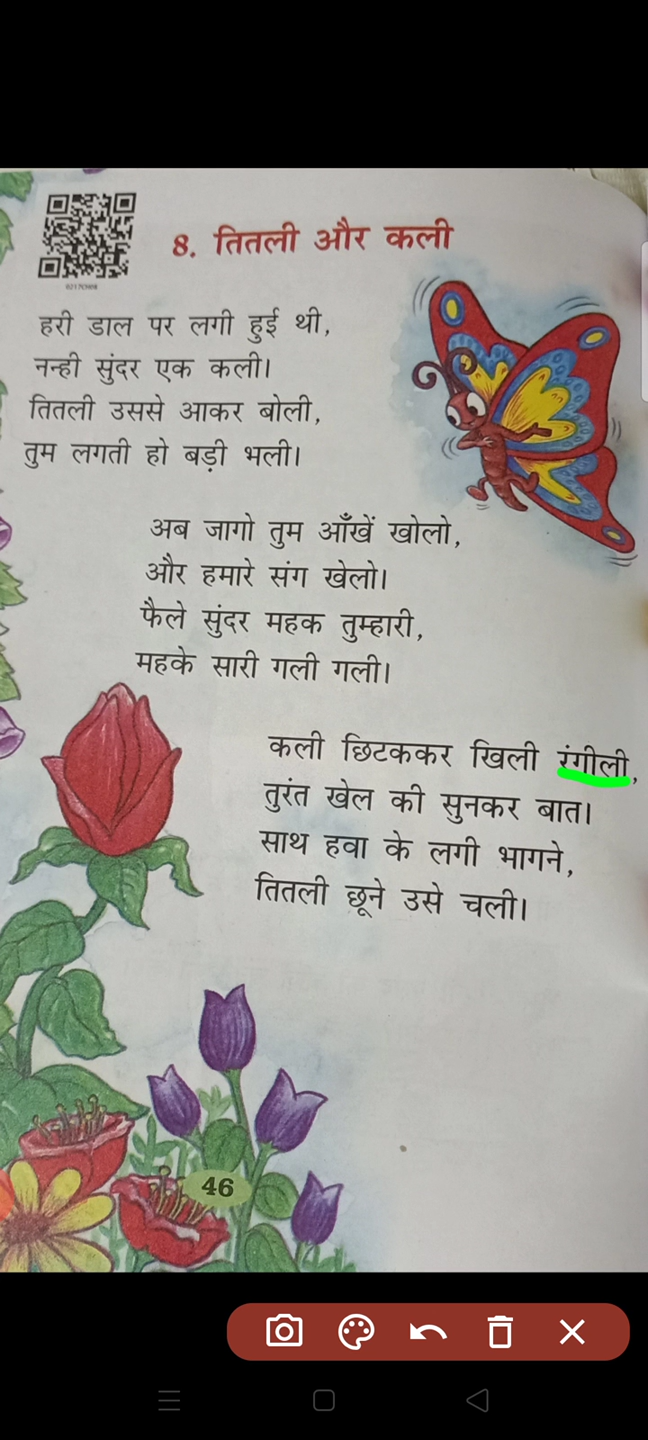 8. तितली और कली
हरी डाल पर लगी हुई थी,
नन्ही सुंदर एक कली।
तितली उससे आकर बोली,
तुम लगती हो बड़ी भली।
अब जागो तुम आँखें खोलो,
और हमारे संग खेलो।
फैले सुंदर महक तुम्हारी,
महके सारी गली गली।
कली छिटककर खिली रंगीली,
तुरंत खेल की सुनकर बात।
साथ हवा के लगी भागने,
तितली छूने उसे चली।
46